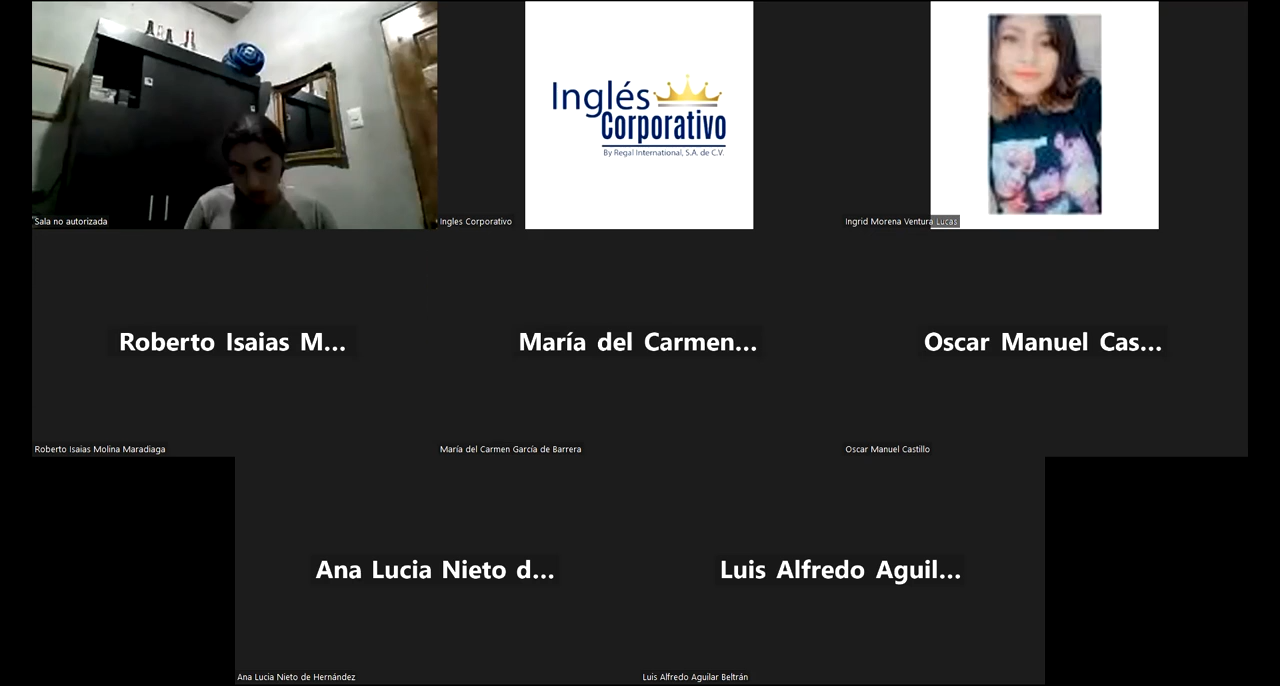 Sala no autorizada
Inglés
Corporativo
By Regal International, S.A. de C.V.
Ingles Corporativo
Ingrid Morena Ventura Lucas
Roberto Isaias M...
Roberto Isaias Molina Maradiaga
María del Carmen...
María del Carmen García de Barrera
Oscar Manuel Cas...
Oscar Manuel Castillo
Ana Lucia Nieto d...
Ana Lucia Nieto de Hernández
Luis Alfredo Aguil...
Luis Alfredo Aguilar Beltrán